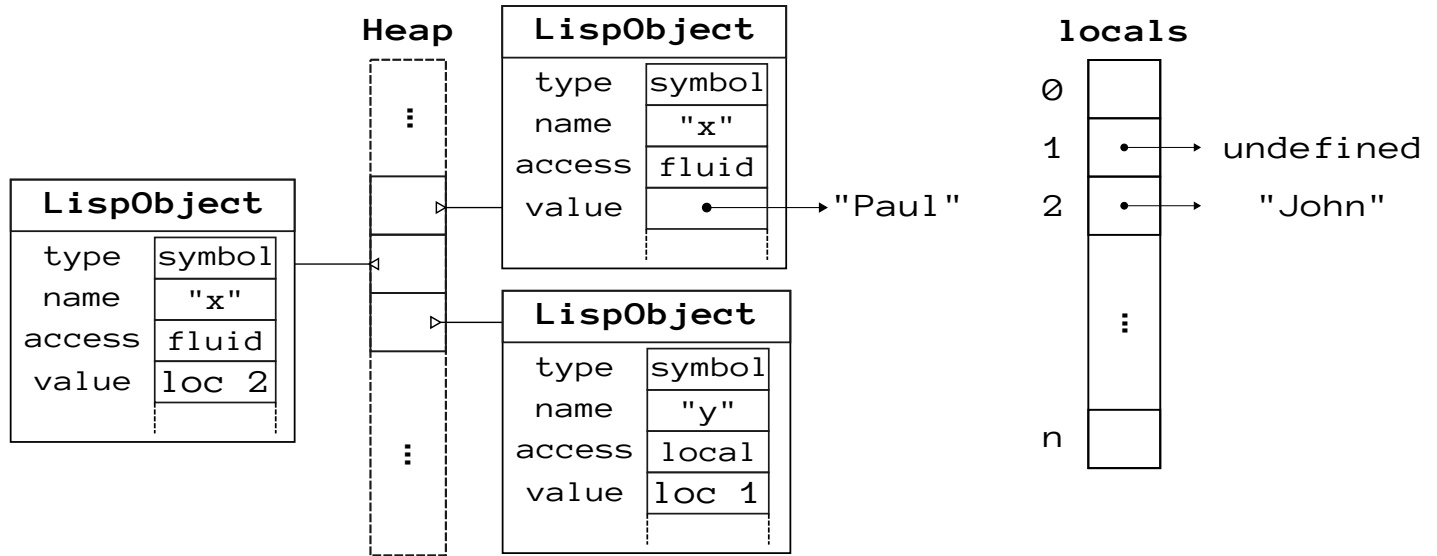 Heap
⋮
⋮
LispObject
type symbol
name "x"
access fluid
value loc 2
LispObject
type symbol
name "x"
access fluid
value
"Paul"
LispObject
type symbol
name "y"
access local
value loc 1
locals
0
1 undefined
2 "John"
⋮
n